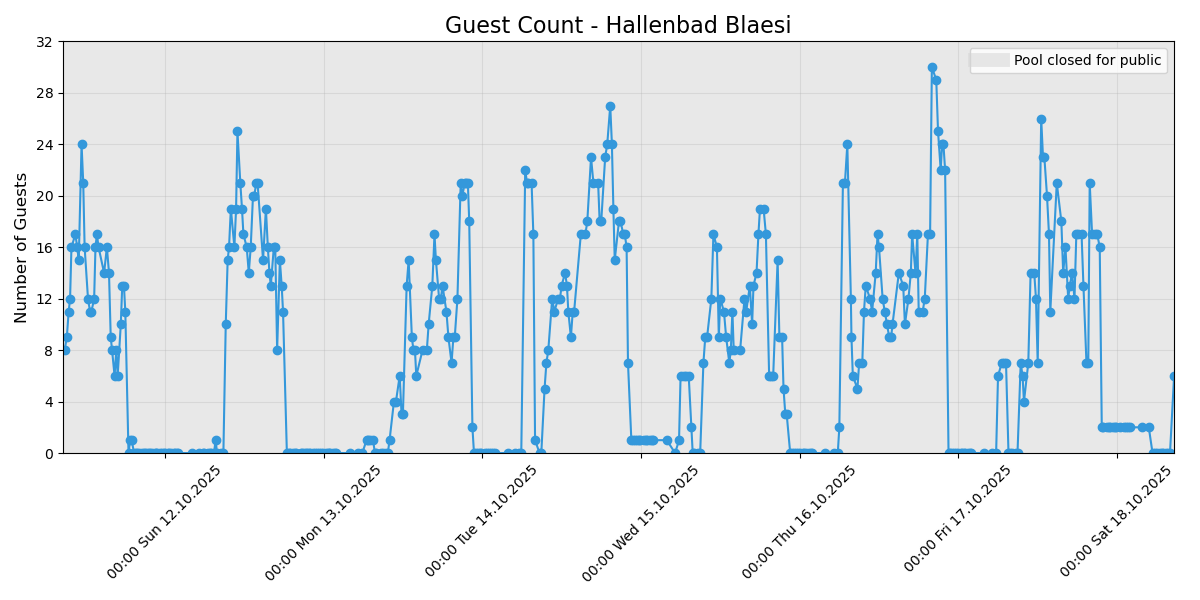 Guest Count - Hallenbad Blaesi
Pool closed for public
Number of Guests
32
28
24
20
16
12
8
4
0
00:00 Sun 12.10.2025
00:00 Mon 13.10.2025
00:00 Tue 14.10.2025
00:00 Wed 15.10.2025
00:00 Thu 16.10.2025
00:00 Fri 17.10.2025
00:00 Sat 18.10.2025